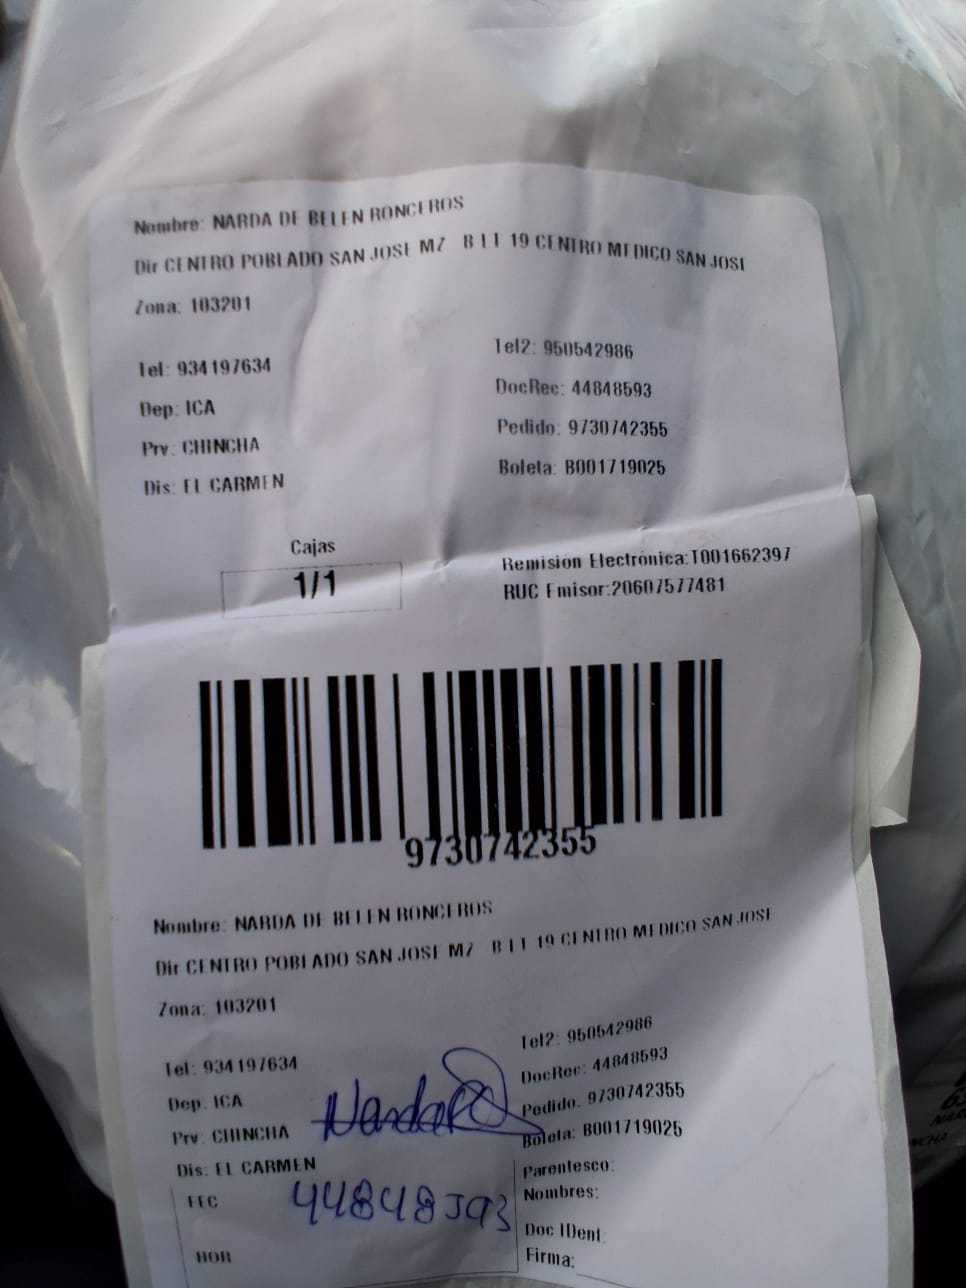 Nombre: NARDA DE BELEN RONCEROS
Dir CENTRO POBLADO SAN JOSE MZ B LT 19 CENTRO MEDICO SAN JOSE
Zona: 103201
Tel: 934197634 Tel2: 950542986
Dep: ICA DocRec: 44848593
Prv: CHINCHA Pedido: 9730742355
Dis: EL CARMEN Boleta: B001719025
Cajas
1/1
Remisión Electrónica:T001662397
RUC Emisor:20607577481
9730742355
Nombre: NARDA DE BELEN RONCEROS
Dir CENTRO POBLADO SAN JOSE MZ B LT 19 CENTRO MEDICO SAN JOSE
Zona: 103201
Tel: 934197634 Tel2: 950542986
Dep. ICA DocRec: 44848593
Prv: CHINCHA Pedido. 9730742355
Dis: EL CARMEN Boleta: B001719025
Narda
Parentesco:
FEC 44848593 Nombres:
Doc IDent:
HOR Firma: